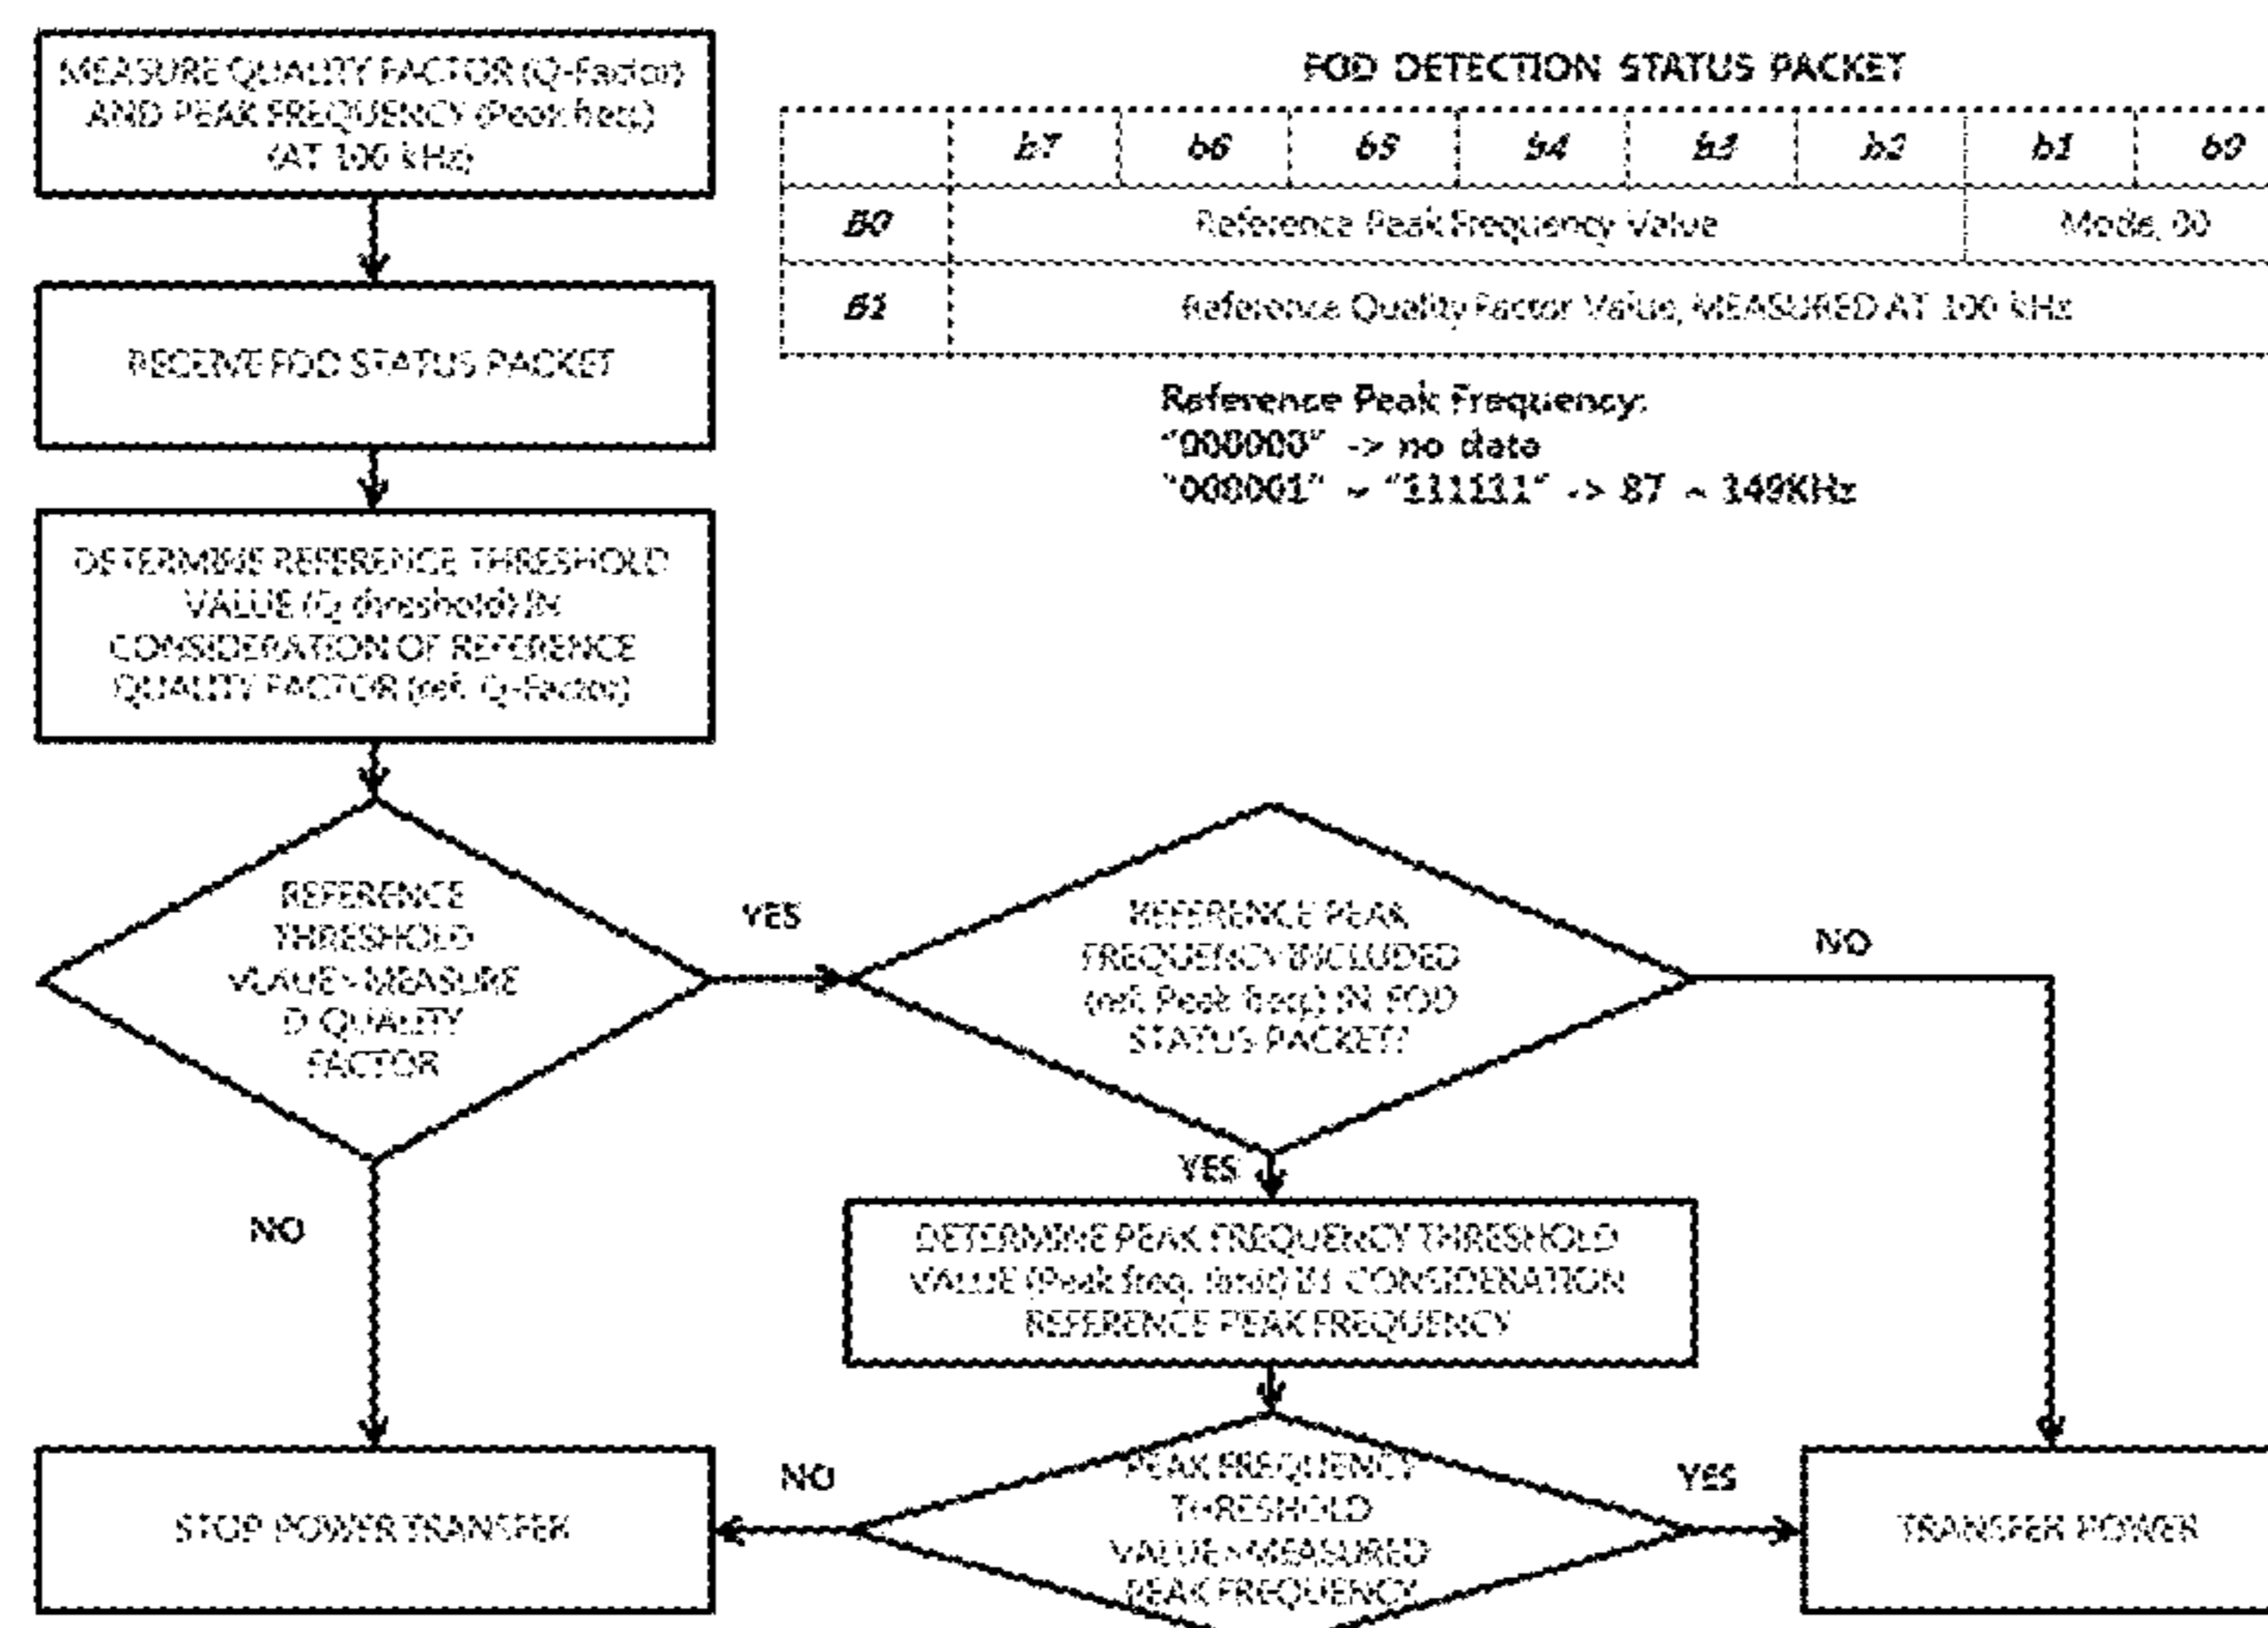 MEASURE QUALITY FACTOR (Q-Factor)
AND PEAK FREQUENCY (Peak freq.)
(AT 100 kHz)
RECEIVE FOD STATUS PACKET
DETERMINE REFERENCE THRESHOLD
VALUE (Q threshold) IN
CONSIDERATION OF REFERENCE
QUALITY FACTOR (ref. Q-Factor)
REFERENCE
THRESHOLD
VLAUE
MEASURE
D QUALITY
FACTOR
YES
NO
STOP POWER TRANSFER
FOD DETECTION STATUS PACKET
b7 b6 b5 b4 b3 b2 b1 b0
B0 Reference Peak Frequency Value Mode, 00
B1 Reference Quality Factor Value, MEASURED AT 100 kHz
Reference Peak Frequency:
"000000" -> no data
"000001" ~ "111111" -> 87 ~ 149KHz
REFERENCE PEAK
FREQUENCY INCLUDED
(ref. Peak freq.) IN FOD
STATUS PACKET?
NO
YES
DETERMINE PEAK FREQUENCY THRESHOLD
VALUE (Peak freq. limit) IN CONSIDERATION
REFERENCE PEAK FREQUENCY
PEAK FREQUENCY
THRESHOLD
VALUE
MEASURED
PEAK FREQUENCY
NO
YES
TRANSFER POWER